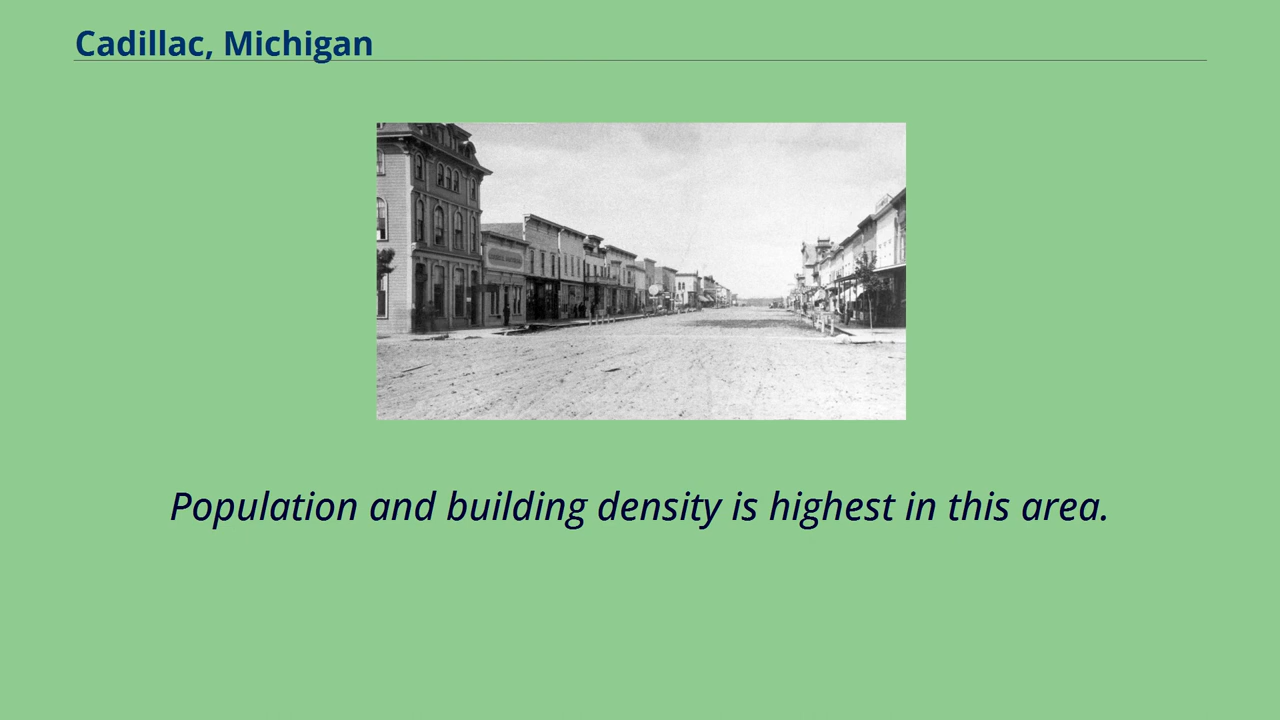 Cadillac, Michigan
Population and building density is highest in this area.